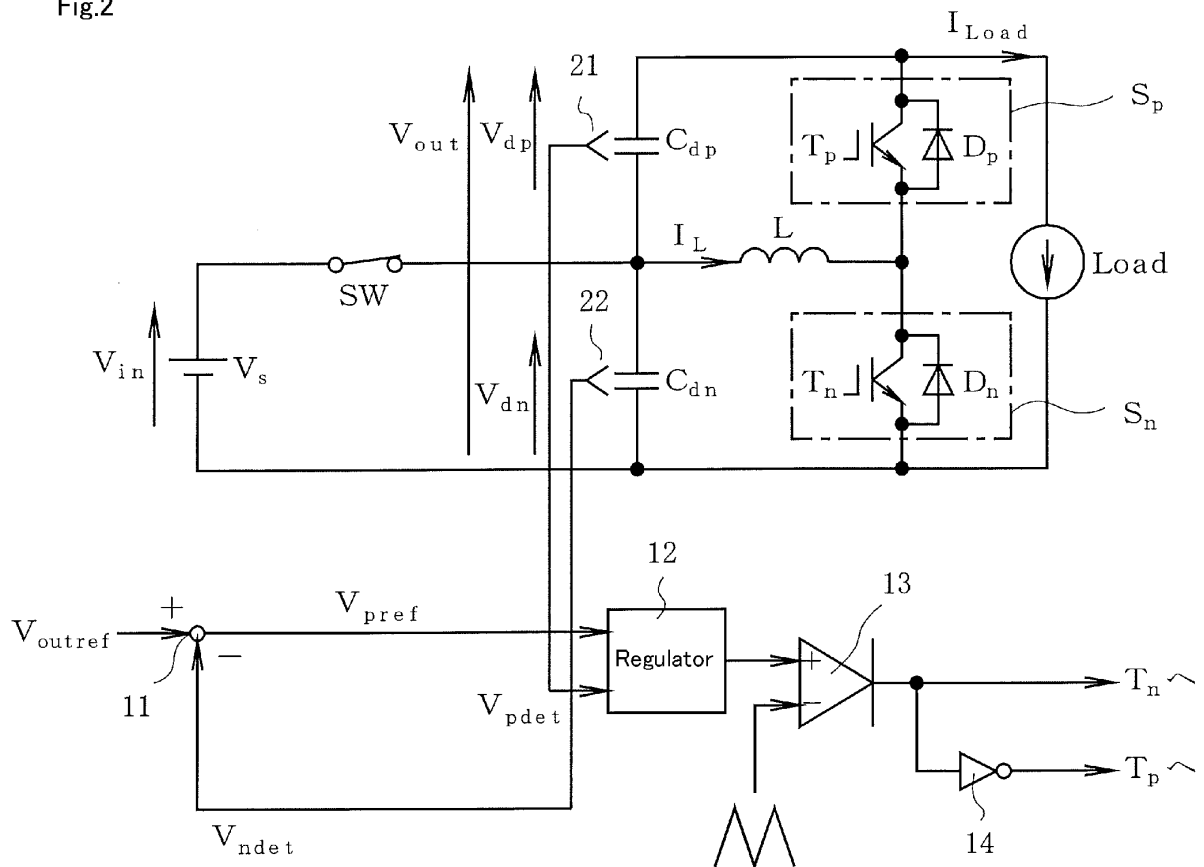 Fig.2
I_Load
21
S_p
V_out
V_dp
C_dp
T_p
D_p
I_L
L
Load
SW
22
V_in
V_s
V_dn
C_dn
T_n
D_n
S_n
12
13
V_pref
+
V_outref
−
11
Regulator
+
−
V_pdet
T_n
T_p
14
V_ndet